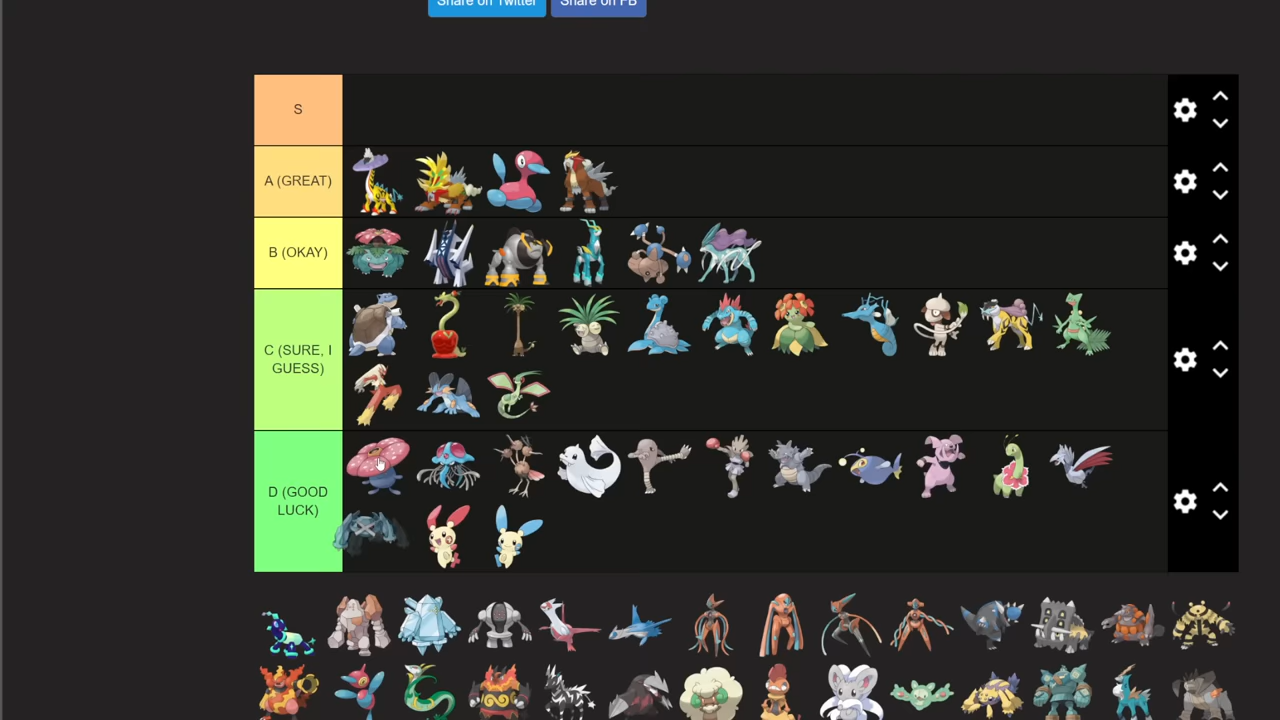 Share on Twitter
Share on FB
S
A (GREAT)
B (OKAY)
C (SURE, I
GUESS)
D (GOOD
LUCK)